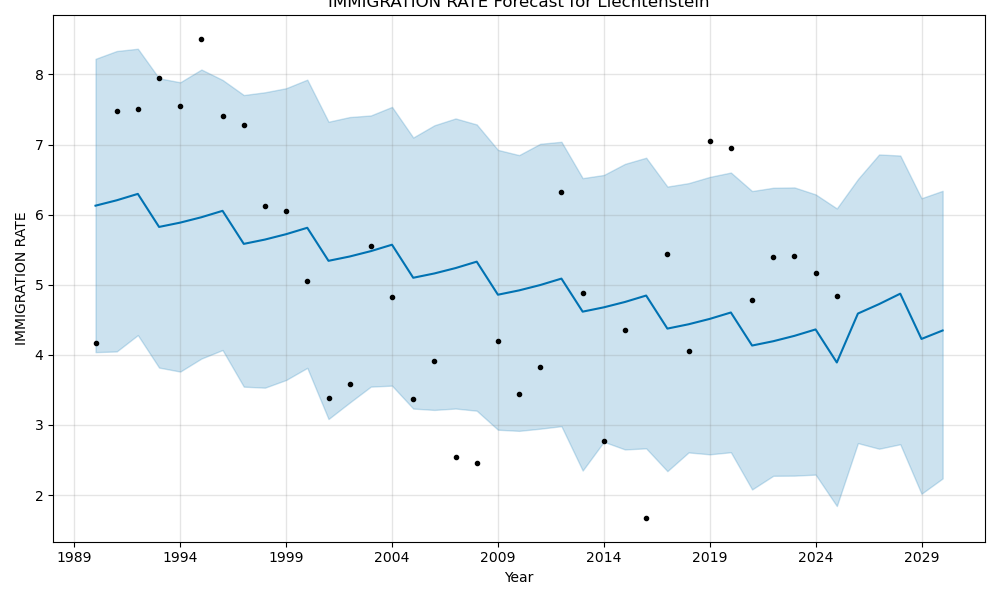 IMMIGRATION RATE Forecast for Liechtenstein
8
7
6
5
4
3
2
IMMIGRATION RATE
1989 1994 1999 2004 2009 2014 2019 2024 2029
Year